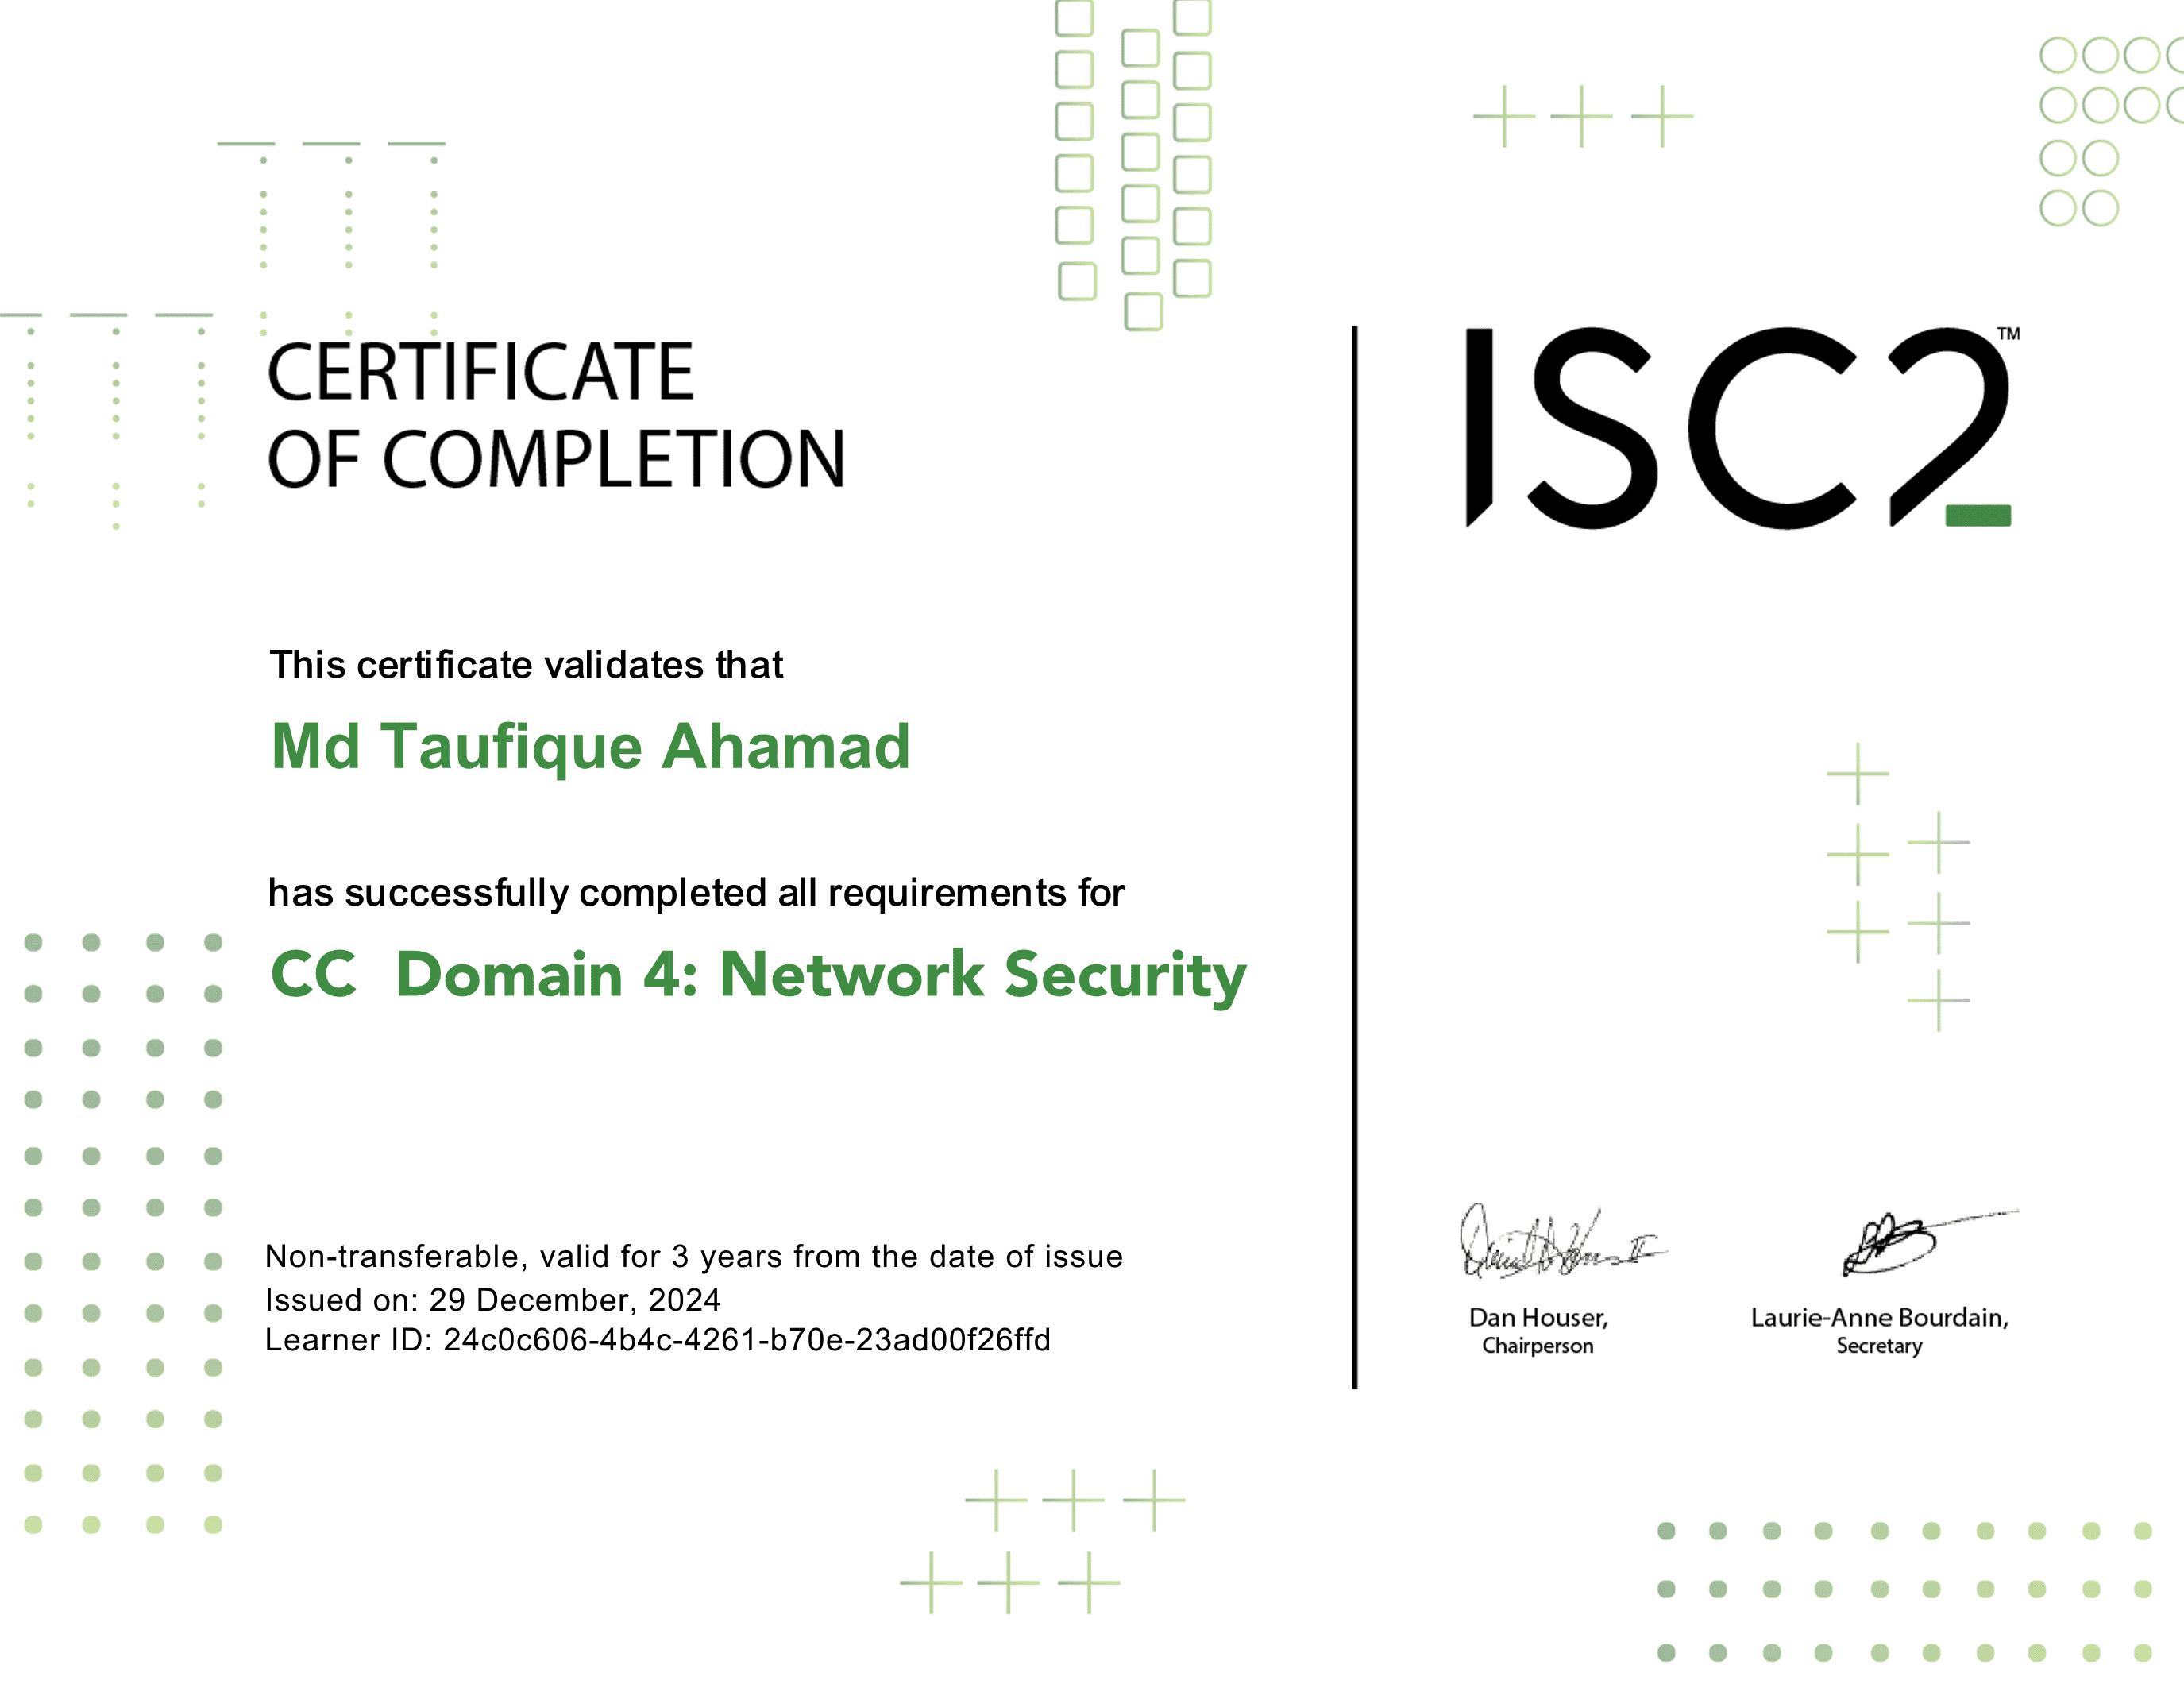 CERTIFICATE
OF COMPLETION
ISC2™
This certificate validates that
Md Taufique Ahamad
has successfully completed all requirements for
CC Domain 4: Network Security
Non-transferable, valid for 3 years from the date of issue
Issued on: 29 December, 2024
Learner ID: 24c0c606-4b4c-4261-b70e-23ad00f26ffd
Dan Houser,
Chairperson
Laurie-Anne Bourdain,
Secretary